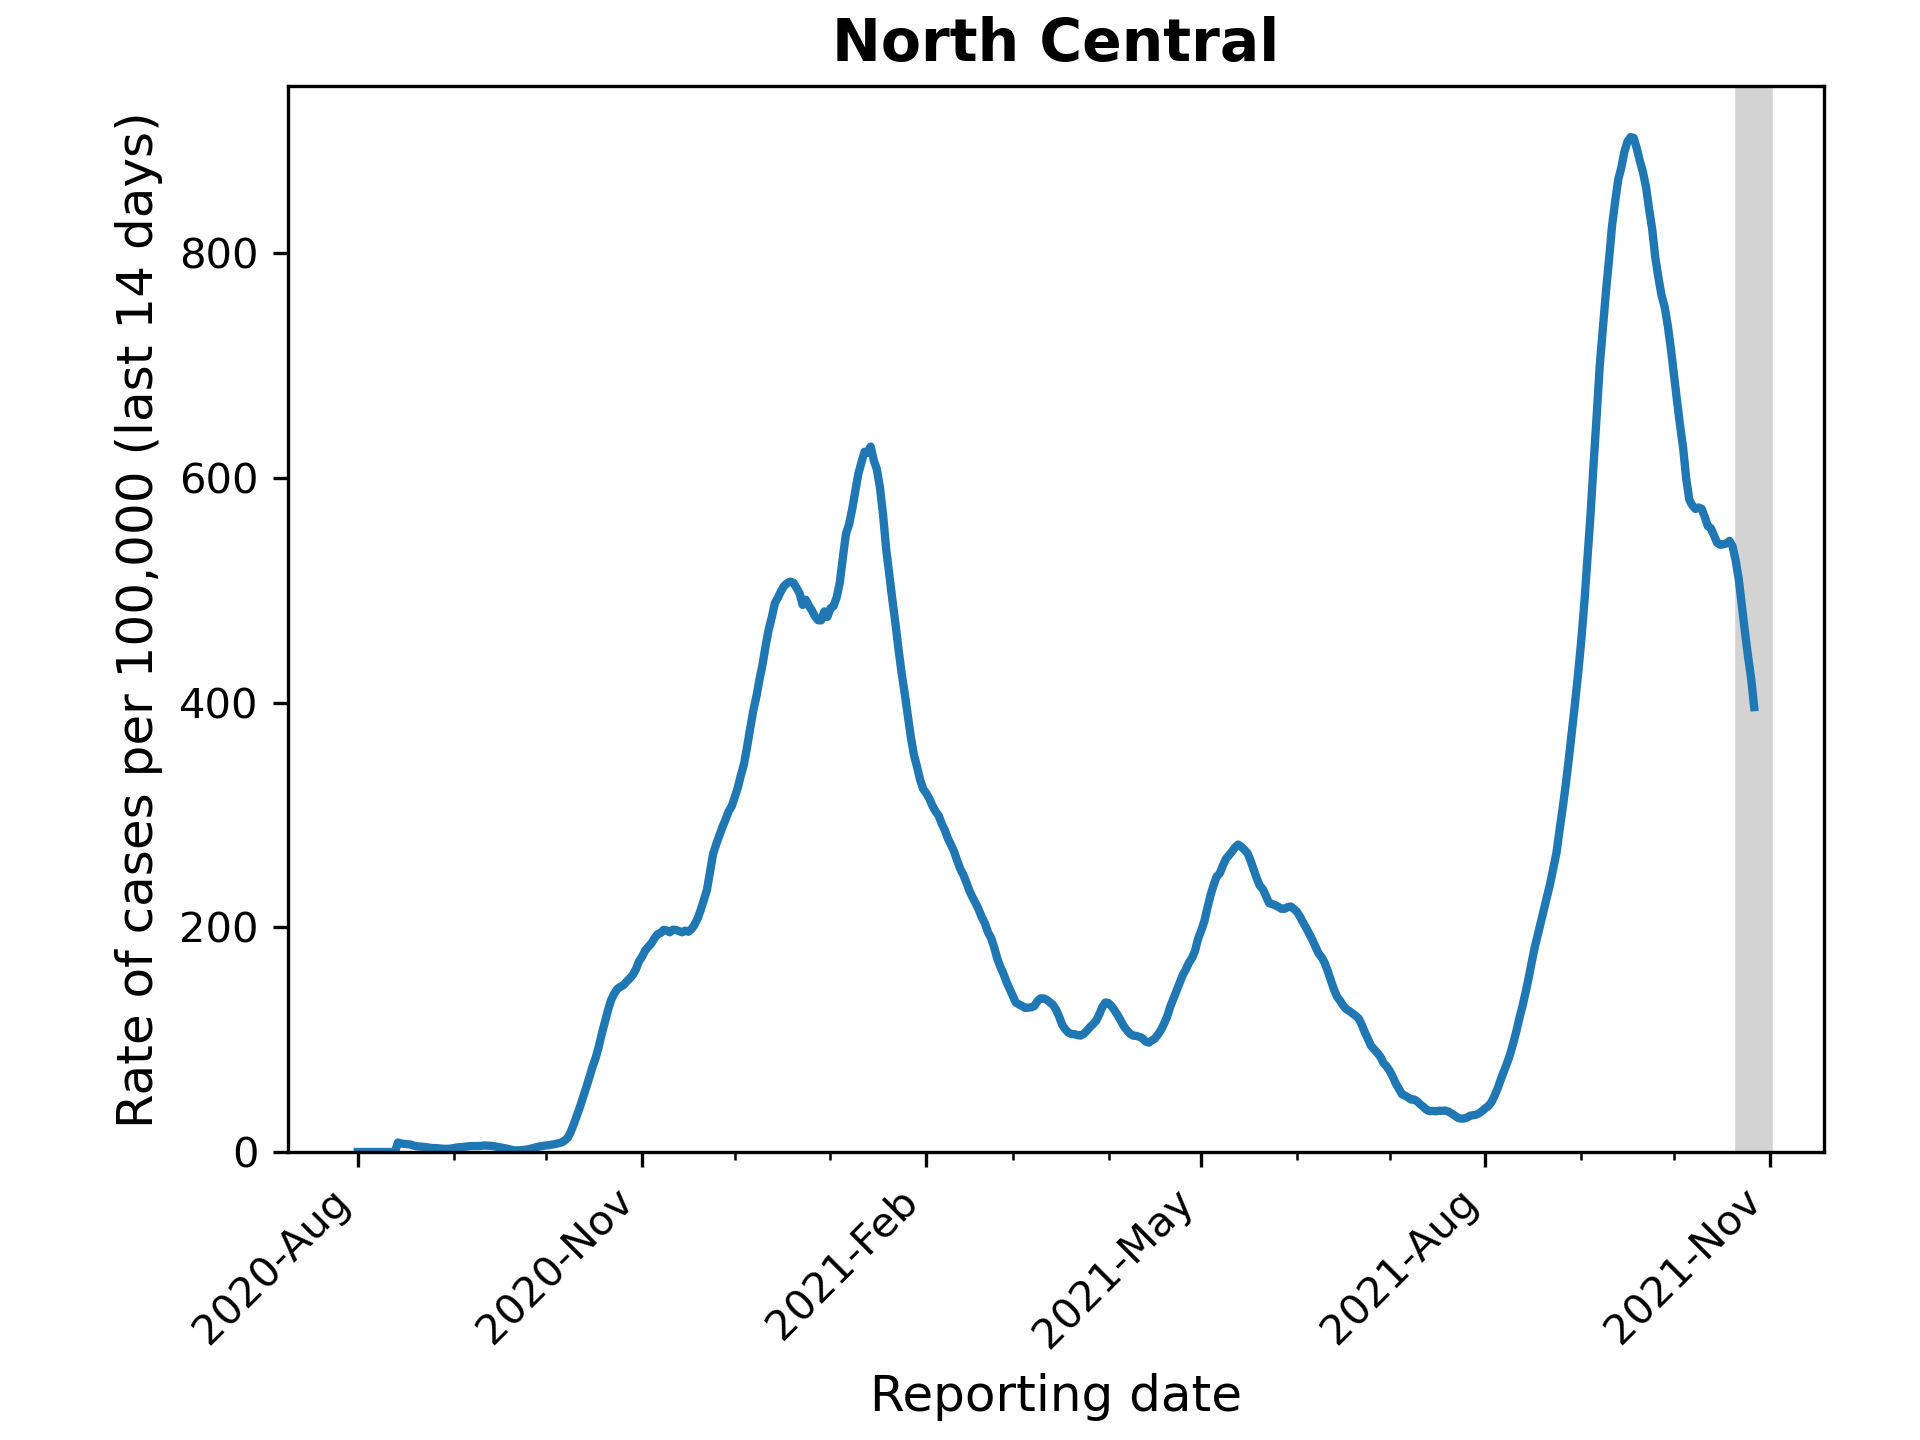 North Central
Rate of cases per 100,000 (last 14 days)
800
600
400
200
0
2020-Aug
2020-Nov
2021-Feb
2021-May
2021-Aug
2021-Nov
Reporting date